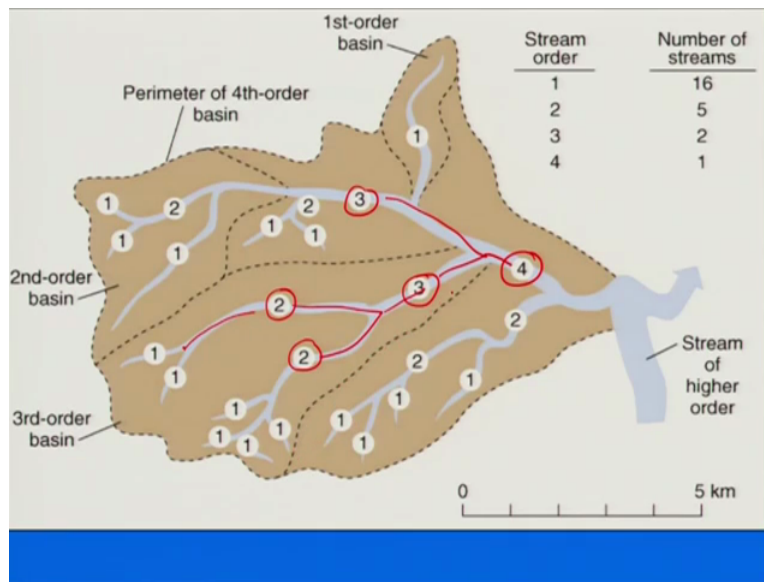 1st-order
basin
Stream
order
Number of
streams
1 16
2 5
3 2
4 1
Perimeter of 4th-order
basin
1
1 2 2 3
1 1 1 1
4
2nd-order
basin
2 3
2
1 2 2
1 1
Stream
of
higher
order
3rd-order
basin
1 1 1
1 1 1 1
0 5 km